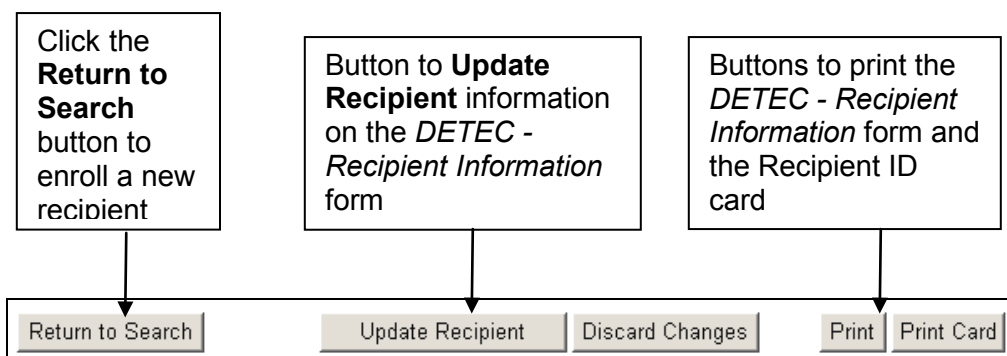 Click the
Return to
Search
button to
enroll a new
recipient
Button to Update
Recipient information
on the DETEC -
Recipient Information
form
Buttons to print the
DETEC - Recipient
Information form and
the Recipient ID
card
Return to Search
Update Recipient
Discard Changes
Print
Print Card